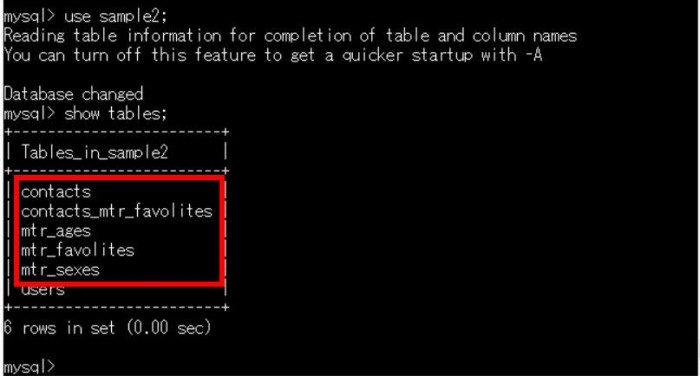 mysql> use sample2;
Reading table information for completion of table and column names
You can turn off this feature to get a quicker startup with -A
Database changed
mysql> show tables;
+-------------------------+
| Tables_in_sample2 |
+-------------------------+
| contacts |
| contacts_mtr_favolites |
| mtr_ages |
| mtr_favolites |
| mtr_sexes |
| users |
+-------------------------+
6 rows in set (0.00 sec)
mysql>